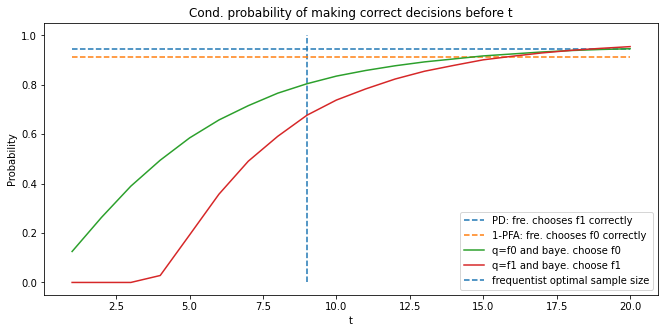 Cond. probability of making correct decisions before t
1.0
0.8
0.6
0.4
0.2
0.0
Probability
PD: fre. chooses f1 correctly
1-PFA: fre. chooses f0 correctly
q=f0 and baye. choose f0
q=f1 and baye. choose f1
frequentist optimal sample size
2.5 5.0 7.5 10.0 12.5 15.0 17.5 20.0
t